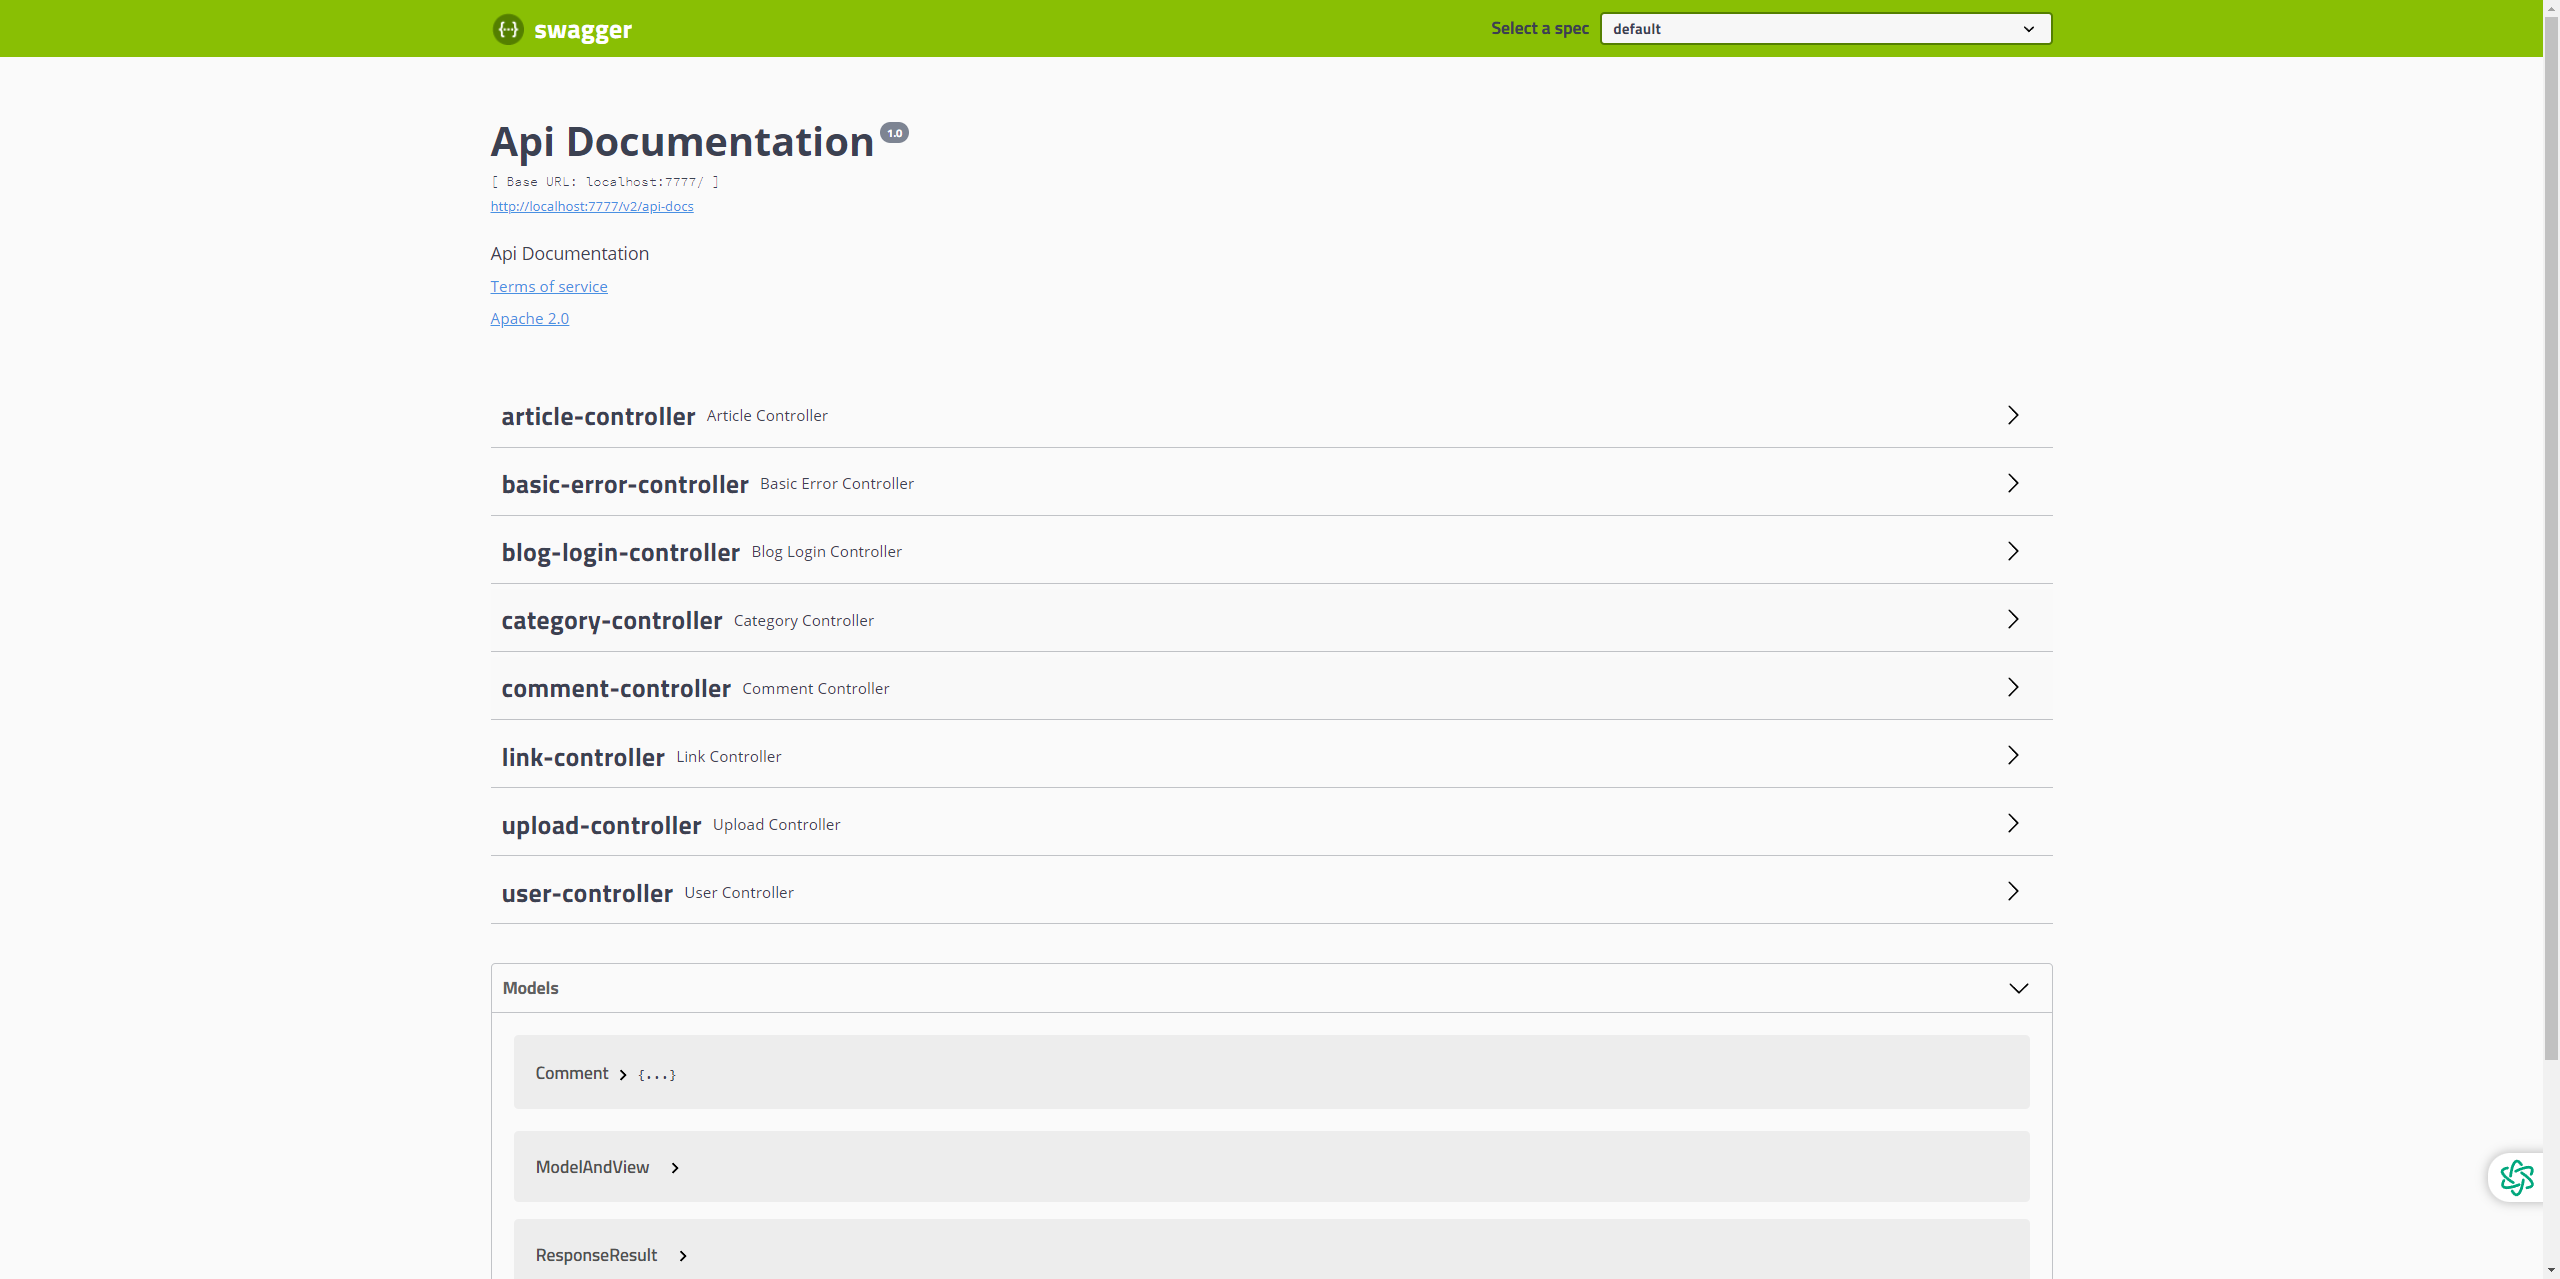 {···} swagger
Select a spec default
Api Documentation 1.0
[ Base URL: localhost:7777/ ]
http://localhost:7777/v2/api-docs
Api Documentation
Terms of service
Apache 2.0
article-controller Article Controller
basic-error-controller Basic Error Controller
blog-login-controller Blog Login Controller
category-controller Category Controller
comment-controller Comment Controller
link-controller Link Controller
upload-controller Upload Controller
user-controller User Controller
Models
Comment {...}
ModelAndView
ResponseResult